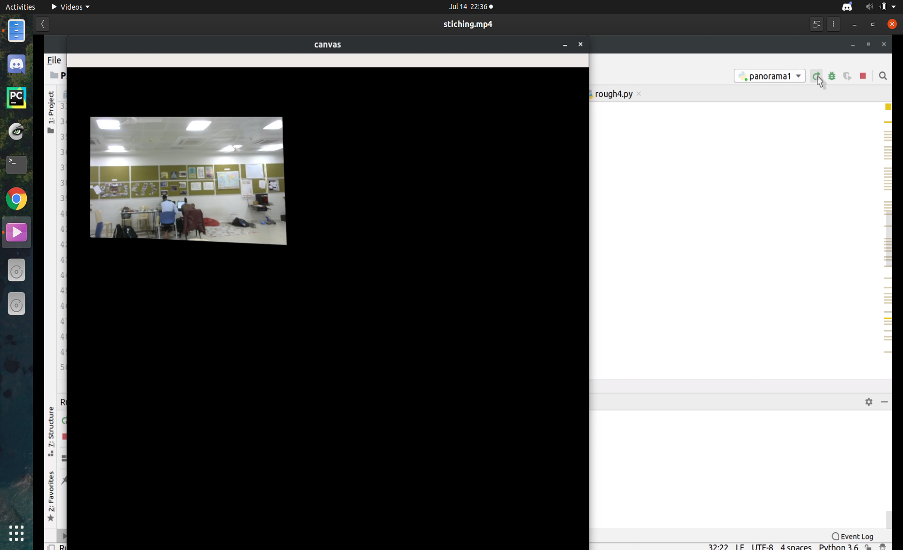 Activities
Videos
Jul 14 22:36
stiching.mp4
canvas
File
panorama1
rough4.py
1: Project
7: Structure
2: Favorites
PC
Event Log
32:22 LF UTF-8 4 spaces Python 3.6